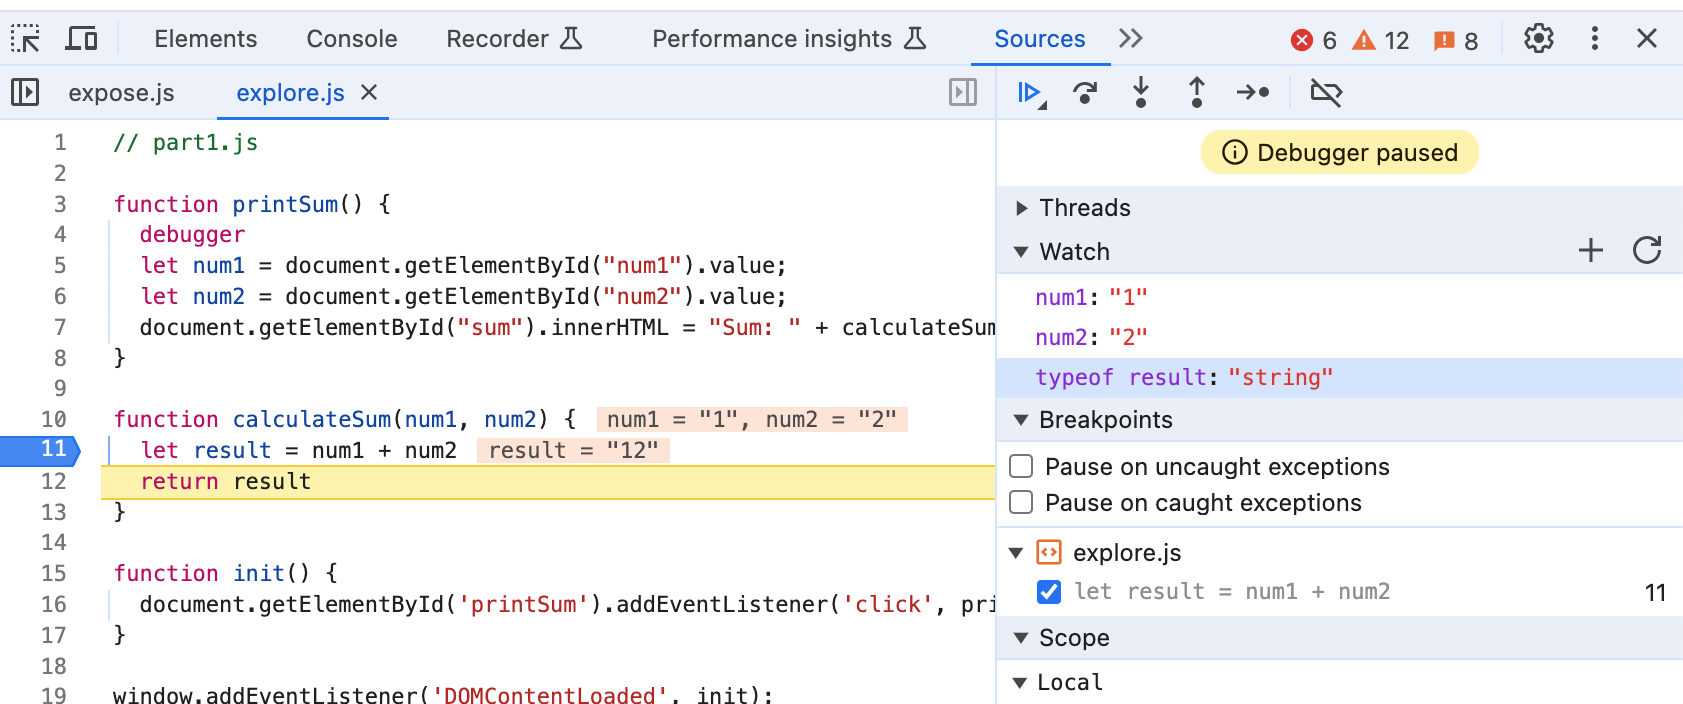 Elements Console Recorder Performance insights Sources 6 12 8
expose.js explore.js
1 // part1.js
2
3 function printSum() {
4 debugger
5 let num1 = document.getElementById("num1").value;
6 let num2 = document.getElementById("num2").value;
7 document.getElementById("sum").innerHTML = "Sum: " + calculateSum
8 }
9
10 function calculateSum(num1, num2) { num1 = "1", num2 = "2"
11 let result = num1 + num2 result = "12"
12 return result
13 }
14
15 function init() {
16 document.getElementById('printSum').addEventListener('click', pri
17 }
18
19 window.addEventListener('DOMContentLoaded', init);
Debugger paused
Threads
Watch
num1: "1"
num2: "2"
typeof result: "string"
Breakpoints
Pause on uncaught exceptions
Pause on caught exceptions
explore.js
let result = num1 + num2 11
Scope
Local